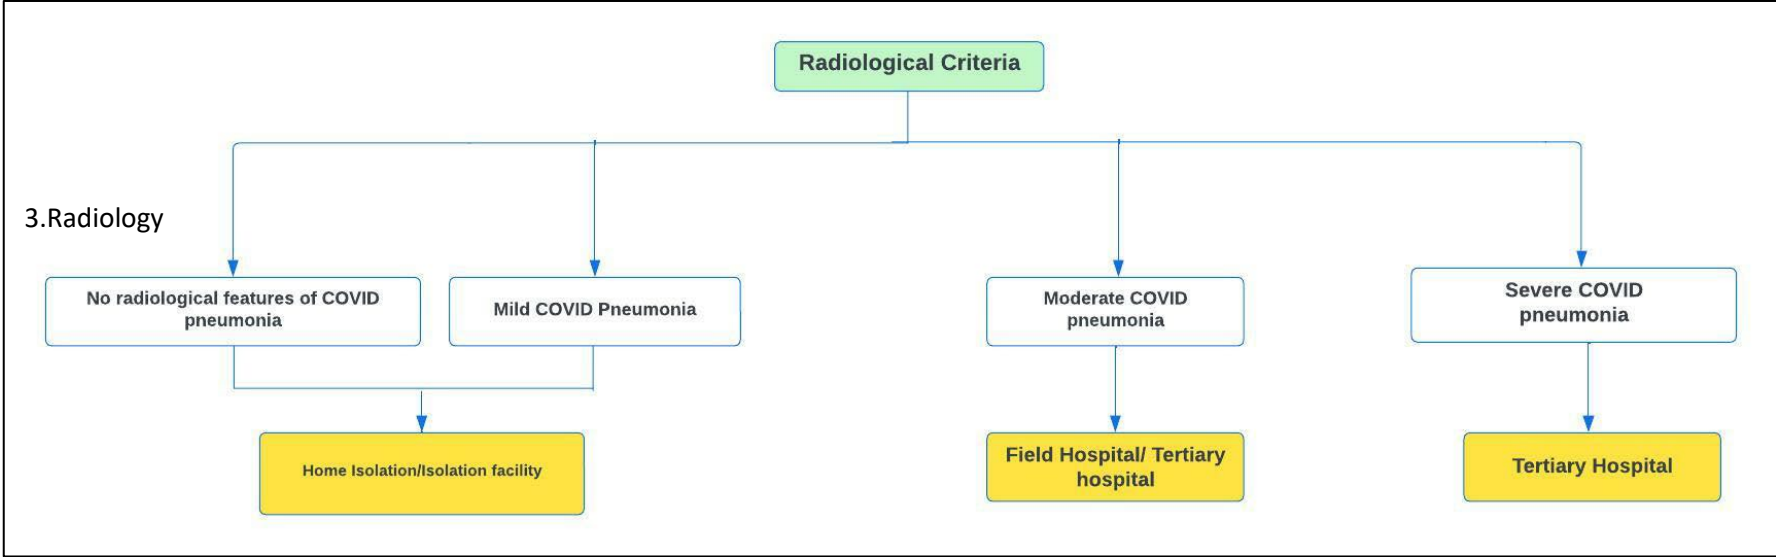 Radiological Criteria
3.Radiology
No radiological features of COVID
pneumonia
Mild COVID Pneumonia
Moderate COVID
pneumonia
Severe COVID
pneumonia
Home Isolation/Isolation facility
Field Hospital/ Tertiary
hospital
Tertiary Hospital